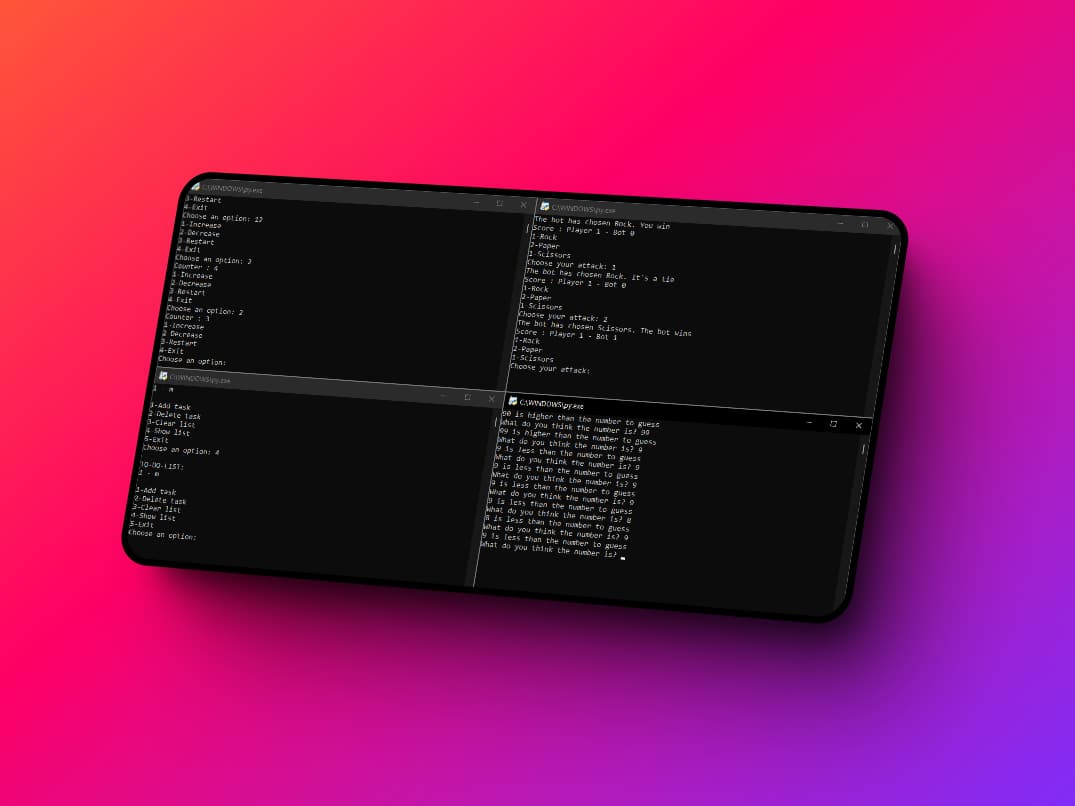 C:\WINDOWS\py.exe
3-Restart
4-Exit
Choose an option: 12
1-Increase
2-Decrease
3-Restart
4-Exit
Choose an option: 2
Counter : 4
1-Increase
2-Decrease
3-Restart
4-Exit
Choose an option: 2
Counter : 3
1-Increase
2-Decrease
3-Restart
4-Exit
Choose an option:
C:\WINDOWS\py.exe
The bot has chosen Rock. You win
Score : Player 1 - Bot 0
1-Rock
2-Paper
1-Scissors
Choose your attack: 1
The bot has chosen Rock. It's a tie
Score : Player 1 - Bot 0
1-Rock
2-Paper
1-Scissors
Choose your attack: 2
The bot has chosen Scissors. The bot wins
Score : Player 1 - Bot 1
1-Rock
2-Paper
1-Scissors
Choose your attack:
C:\WINDOWS\py.exe
1 - m
1-Add task
2-Delete task
3-Clear list
4-Show list
5-Exit
Choose an option: 4
TO-DO-LIST:
1 - m
1-Add task
2-Delete task
3-Clear list
4-Show list
5-Exit
Choose an option:
C:\WINDOWS\py.exe
90 is higher than the number to guess
What do you think the number is? 99
99 is higher than the number to guess
What do you think the number is? 9
9 is less than the number to guess
What do you think the number is? 9
9 is less than the number to guess
What do you think the number is? 9
9 is less than the number to guess
What do you think the number is? 9
9 is less than the number to guess
What do you think the number is? 8
8 is less than the number to guess
What do you think the number is? 9
9 is less than the number to guess
What do you think the number is?